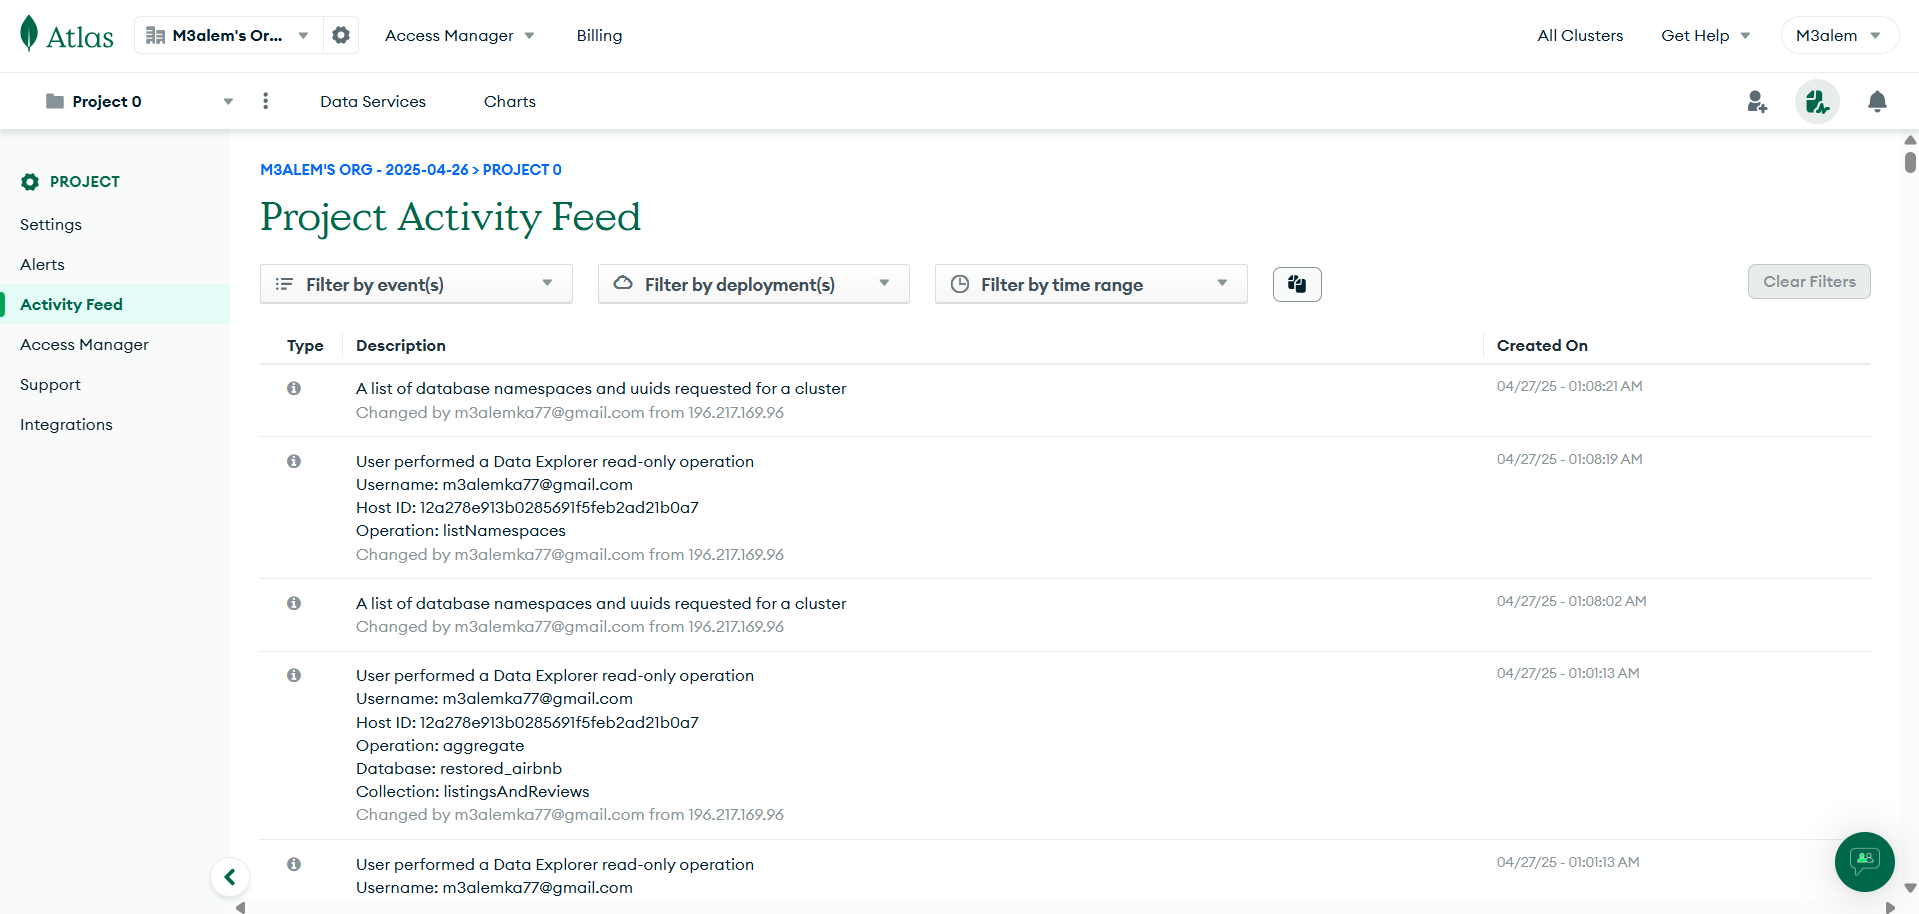 Atlas
M3alem's Or...
Access Manager
Billing
All Clusters
Get Help
M3alem
Project 0
Data Services
Charts
PROJECT
Settings
Alerts
Activity Feed
Access Manager
Support
Integrations
M3ALEM'S ORG - 2025-04-26 > PROJECT 0
Project Activity Feed
Filter by event(s)
Filter by deployment(s)
Filter by time range
Clear Filters
Type
Description
Created On
A list of database namespaces and uuids requested for a cluster
04/27/25 - 01:08:21 AM
Changed by m3alemka77@gmail.com from 196.217.169.96
User performed a Data Explorer read-only operation
04/27/25 - 01:08:19 AM
Username: m3alemka77@gmail.com
Host ID: 12a278e913b0285691f5feb2ad21b0a7
Operation: listNamespaces
Changed by m3alemka77@gmail.com from 196.217.169.96
A list of database namespaces and uuids requested for a cluster
04/27/25 - 01:08:02 AM
Changed by m3alemka77@gmail.com from 196.217.169.96
User performed a Data Explorer read-only operation
04/27/25 - 01:01:13 AM
Username: m3alemka77@gmail.com
Host ID: 12a278e913b0285691f5feb2ad21b0a7
Operation: aggregate
Database: restored_airbnb
Collection: listingsAndReviews
Changed by m3alemka77@gmail.com from 196.217.169.96
User performed a Data Explorer read-only operation
04/27/25 - 01:01:13 AM
Username: m3alemka77@gmail.com